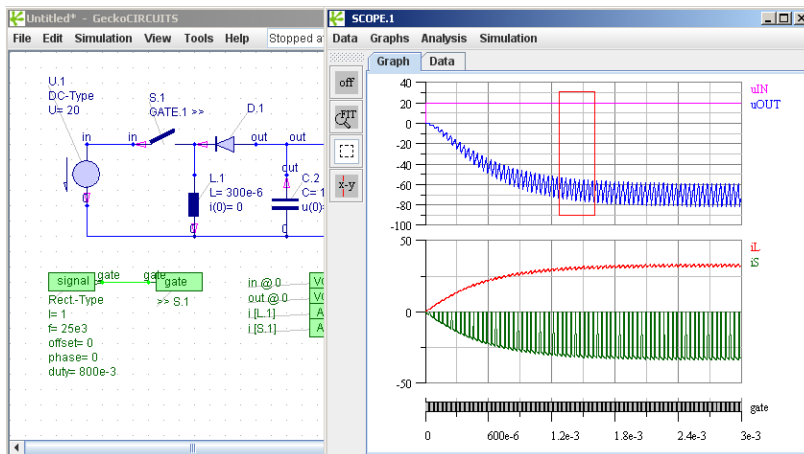 Untitled* - GeckoCIRCUITS
File Edit Simulation View Tools Help Stopped at
U.1
DC-Type
U= 20
S.1
GATE.1 >>
D.1
in
in
out
out
out
L.1
L= 300e-6
i(0)= 0
C.2
C= 1
u(0)=
0
0
0
signal
gate
gate
gate
Rect.-Type
I= 1
f= 25e3
offset= 0
phase= 0
duty= 800e-3
>> S.1
in @ 0
out @ 0
i.[L.1]
i.[S.1]
A
A
SCOPE.1
Data Graphs Analysis Simulation
Graph Data
off
FIT
x-y
40
20
0
-20
-40
-60
-80
-100
uIN
uOUT
50
0
-50
iL
iS
gate
0 600e-6 1.2e-3 1.8e-3 2.4e-3 3e-3